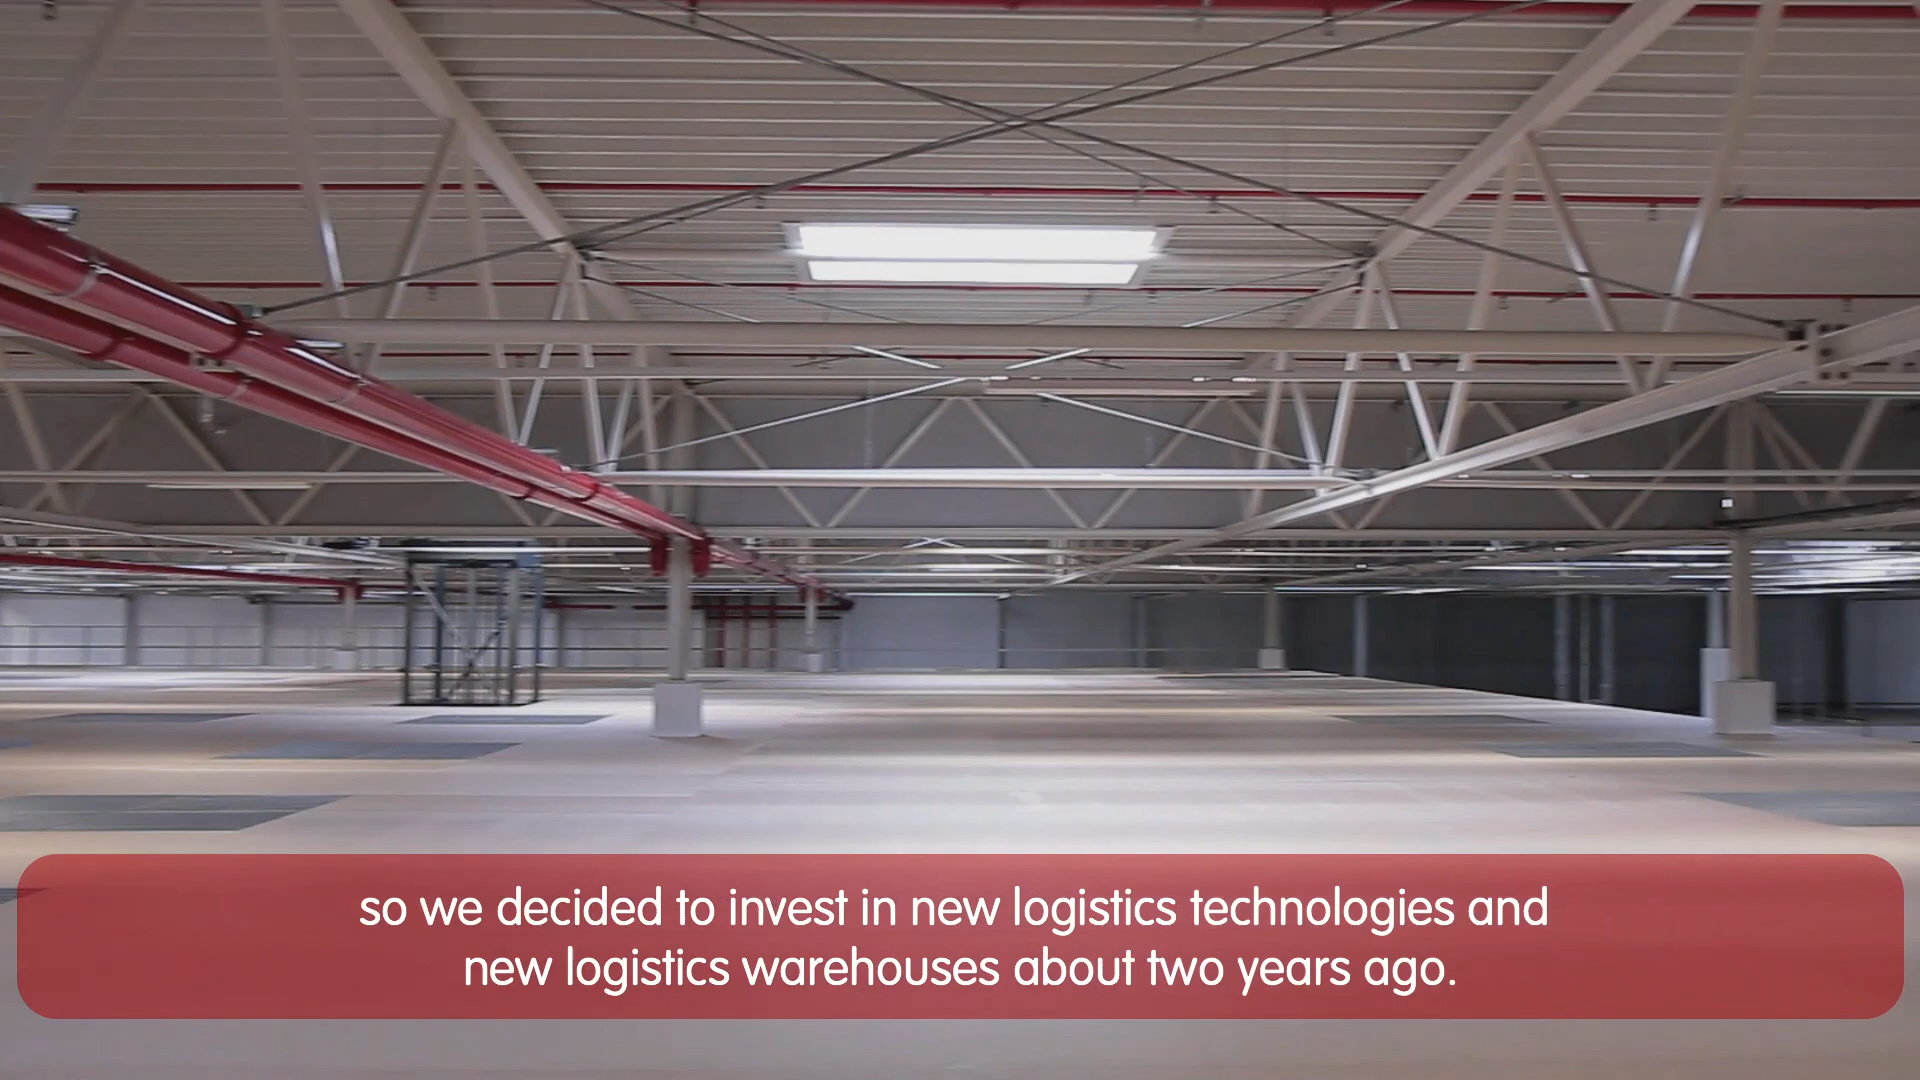 so we decided to invest in new logistics technologies and
new logistics warehouses about two years ago.